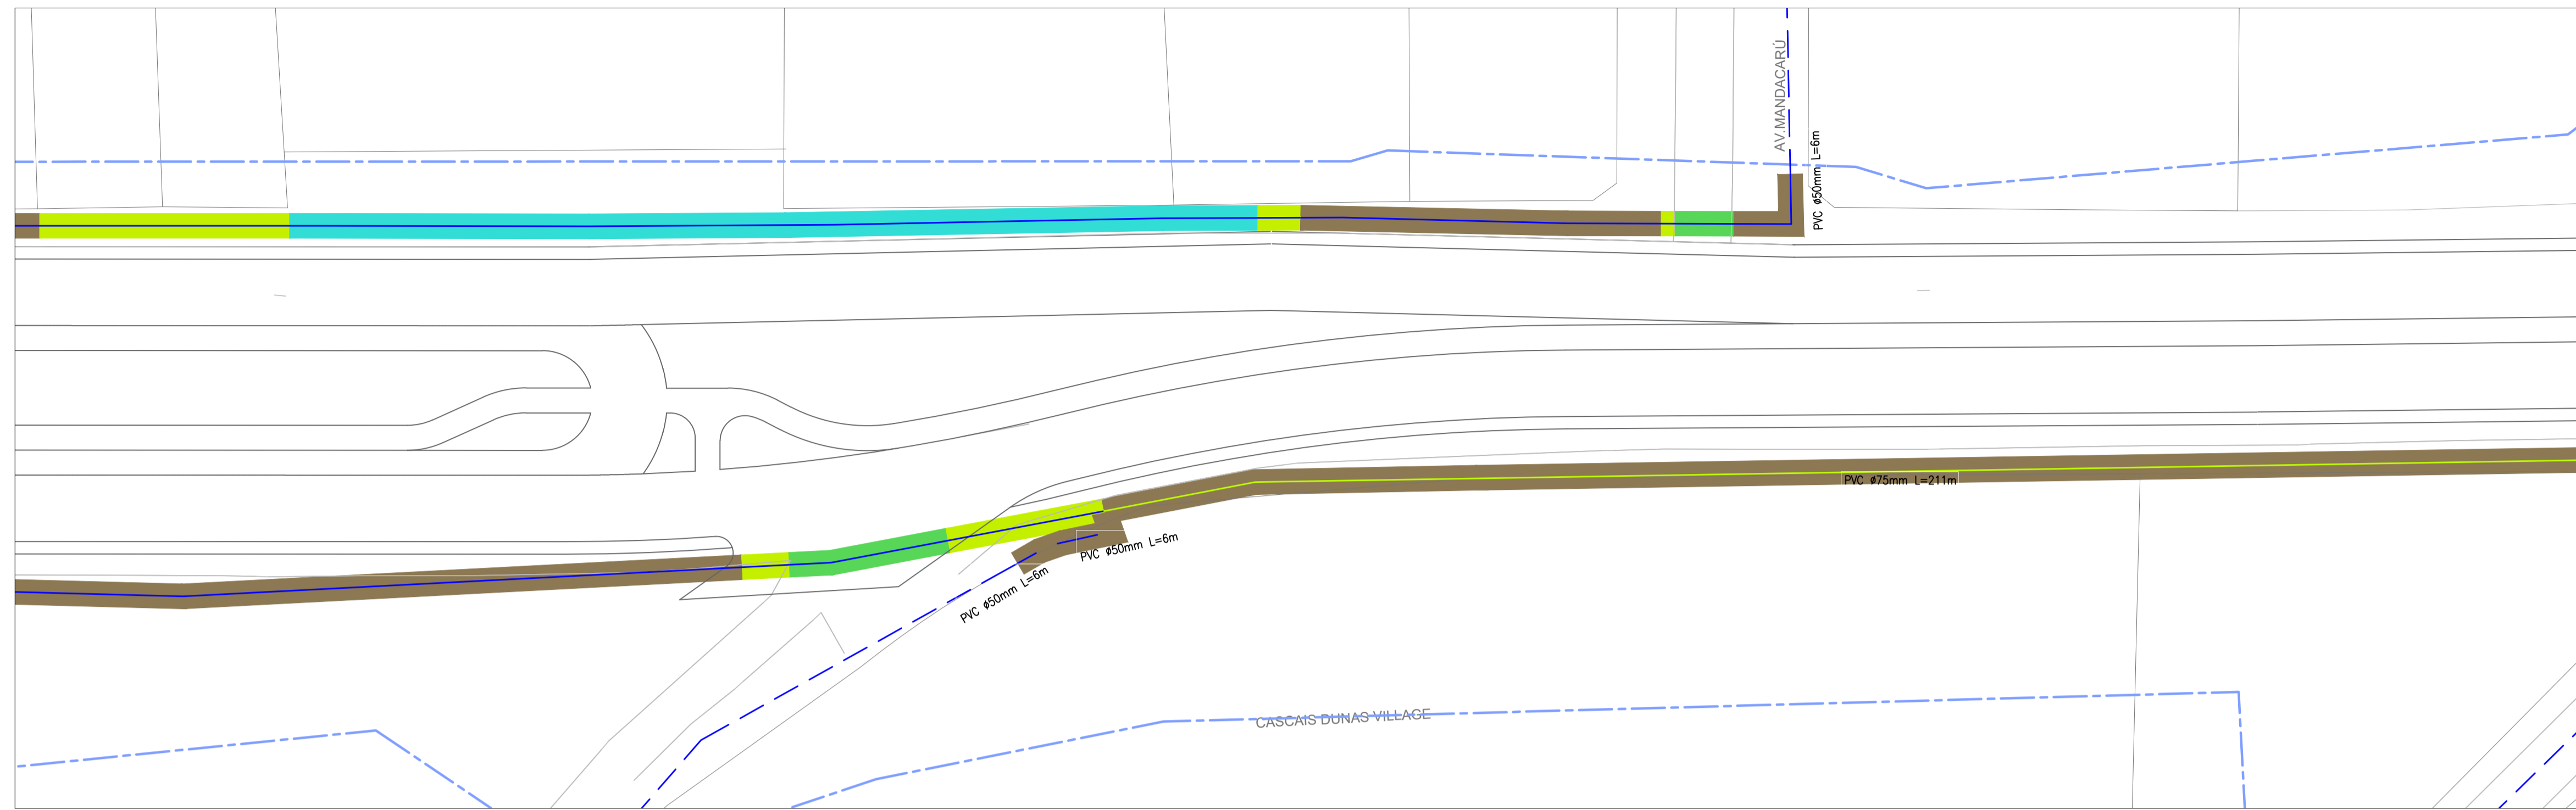 AV.MANDACARÚ
PVC ø50mm L=6m
PVC ø75mm L=211m
PVC ø50mm L=6m
PVC ø50mm L=6m
CASCAIS DUNAS VILLAGE